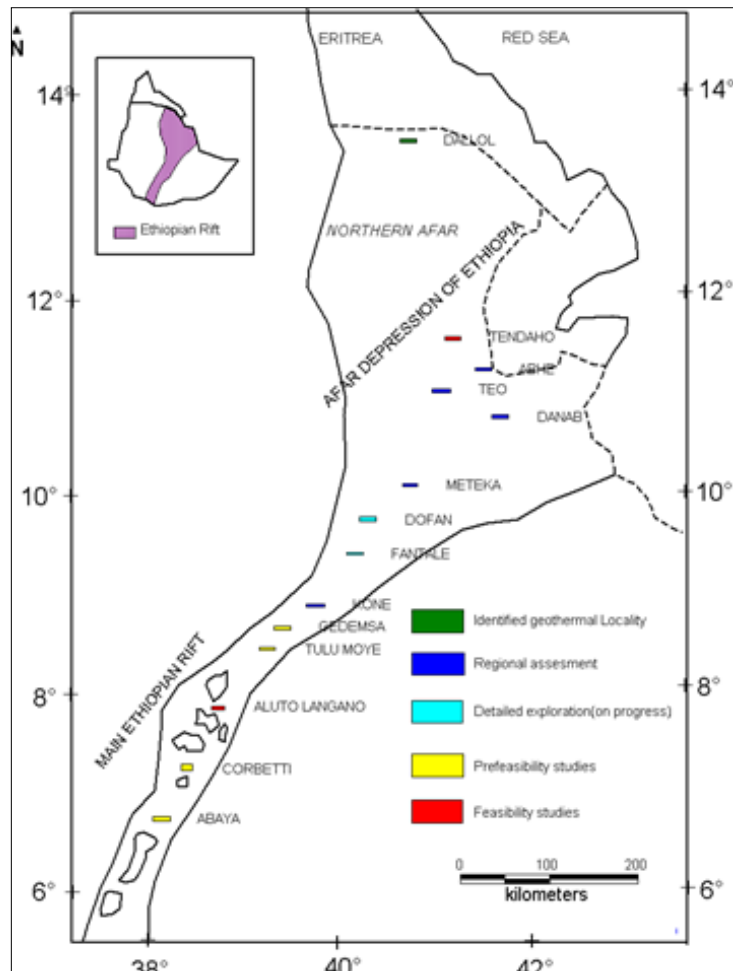 N
ERITREA
RED SEA
14°
14°
DALLOL
Ethiopian Rift
NORTHERN AFAR
AFAR DEPRESSION OF ETHIOPIA
12°
12°
TENDAHO
ABHE
TEO
DANAB
METEKA
10°
10°
DOFAN
FANTALE
KONE
GEDEMSA
TULU MOYE
MAIN ETHIOPIAN RIFT
8°
8°
ALUTO LANGANO
CORBETTI
ABAYA
Identified geothermal Locality
Regional assesment
Detailed exploration(on progress)
Prefeasibility studies
Feasibility studies
0 100 200
kilometers
6°
6°
38°
40°
42°